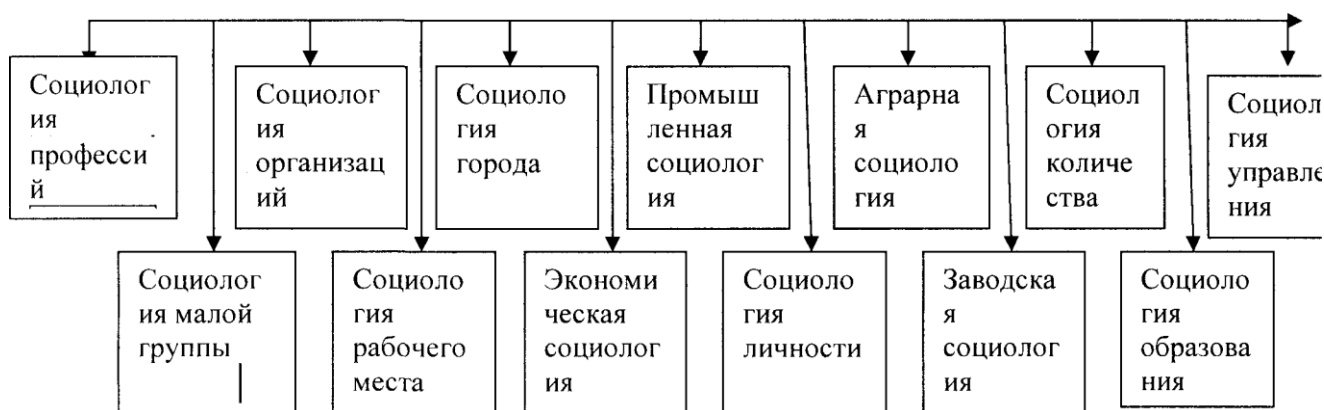 Социолог
ия
професси
й
Социолог
ия
организац
ий
Социоло
гия
города
Промыш
ленная
социолог
ия
Аграрна
я
социоло
гия
Социол
огия
количе
ства
Социол
гия
управле
ния
Социолог
ия малой
группы
Социоло
гия
рабочего
места
Экономи
ческая
социолог
ия
Социоло
гия
личности
Заводска
я
социолог
ия
Социоло
гия
образова
ния